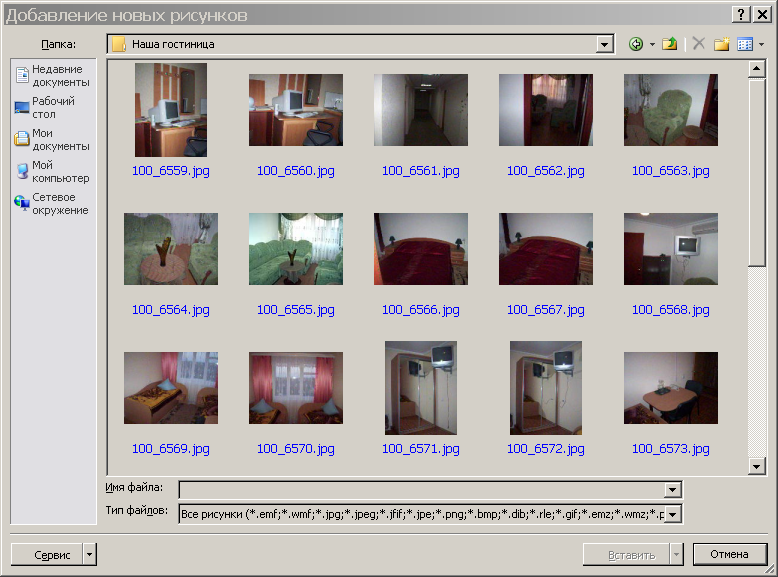 Добавление новых рисунков
Папка:
Наша гостиница
Недавние
документы
Рабочий
стол
Мои
документы
Мой
компьютер
Сетевое
окружение
100_6559.jpg
100_6560.jpg
100_6561.jpg
100_6562.jpg
100_6563.jpg
100_6564.jpg
100_6565.jpg
100_6566.jpg
100_6567.jpg
100_6568.jpg
100_6569.jpg
100_6570.jpg
100_6571.jpg
100_6572.jpg
100_6573.jpg
Имя файла:
Тип файлов:
Все рисунки (*.emf;*.wmf;*.jpg;*.jpeg;*.jfif;*.jpe;*.png;*.bmp;*.dib;*.rle;*.gif;*.emz;*.wmz;*.p
Сервис
Вставить
Отмена